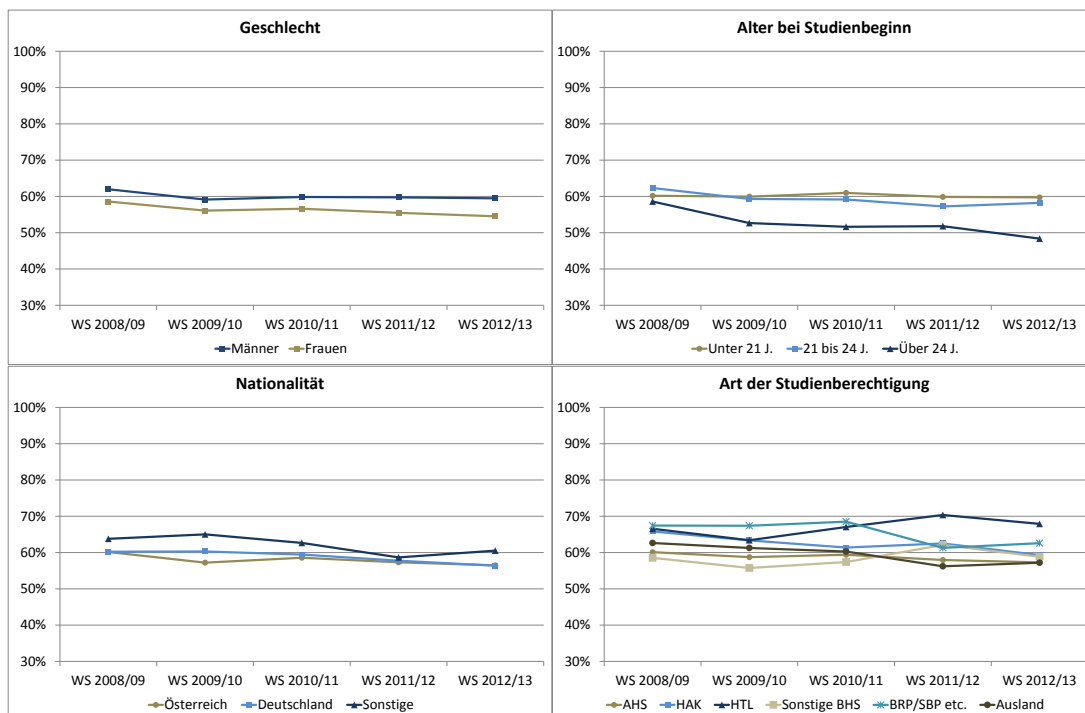 Geschlecht
100%
90%
80%
70%
60%
50%
40%
30%
WS 2008/09 WS 2009/10 WS 2010/11 WS 2011/12 WS 2012/13
Männer Frauen
Alter bei Studienbeginn
100%
90%
80%
70%
60%
50%
40%
30%
WS 2008/09 WS 2009/10 WS 2010/11 WS 2011/12 WS 2012/13
Unter 21 J. 21 bis 24 J. Über 24 J.
Nationalität
100%
90%
80%
70%
60%
50%
40%
30%
WS 2008/09 WS 2009/10 WS 2010/11 WS 2011/12 WS 2012/13
Österreich Deutschland Sonstige
Art der Studienberechtigung
100%
90%
80%
70%
60%
50%
40%
30%
WS 2008/09 WS 2009/10 WS 2010/11 WS 2011/12 WS 2012/13
AHS HAK HTL Sonstige BHS BRP/SBP etc. Ausland